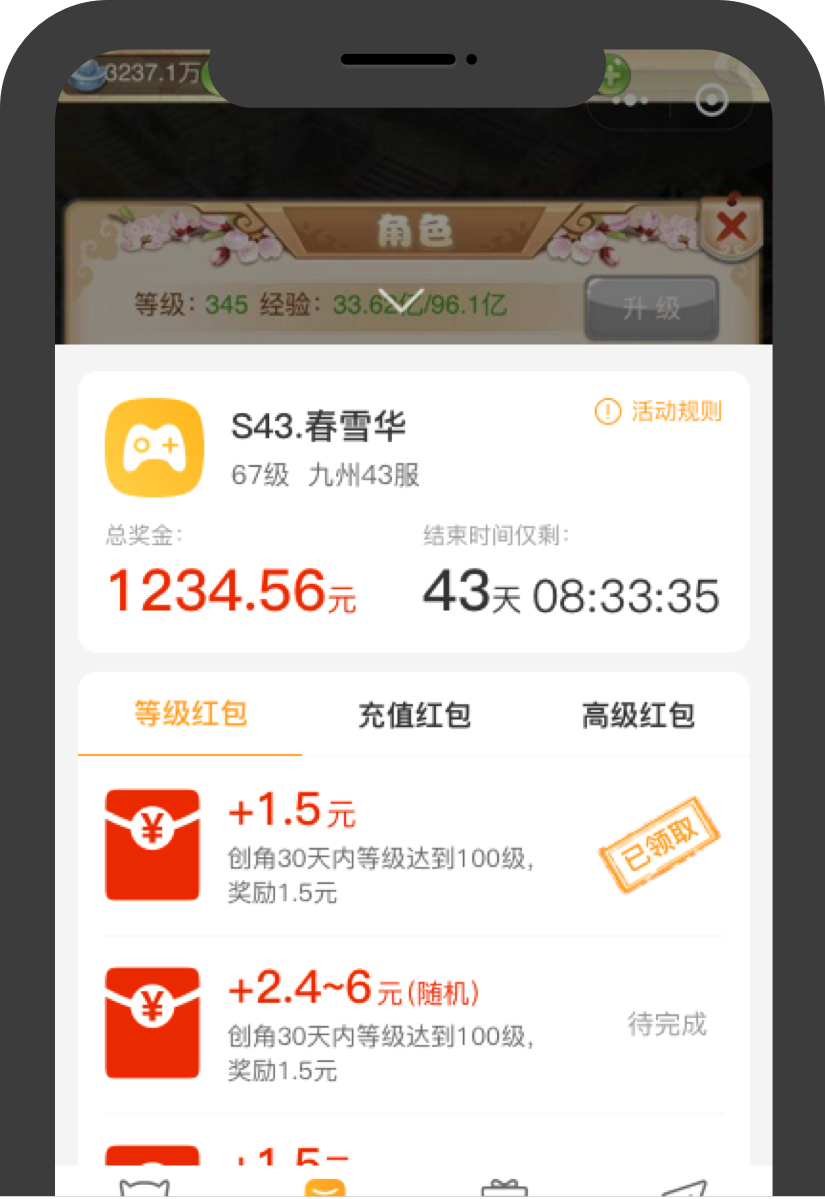 3237.1万
角色
等级：345 经验：33.62亿/96.1亿
升级
S43.春雪华
活动规则
67级 九州43服
总奖金：
结束时间仅剩：
1234.56元
43天 08:33:35
等级红包
充值红包
高级红包
+1.5元
创角30天内等级达到100级，
奖励1.5元
已领取
+2.4~6元(随机)
创角30天内等级达到100级，
奖励1.5元
待完成
+1.5元